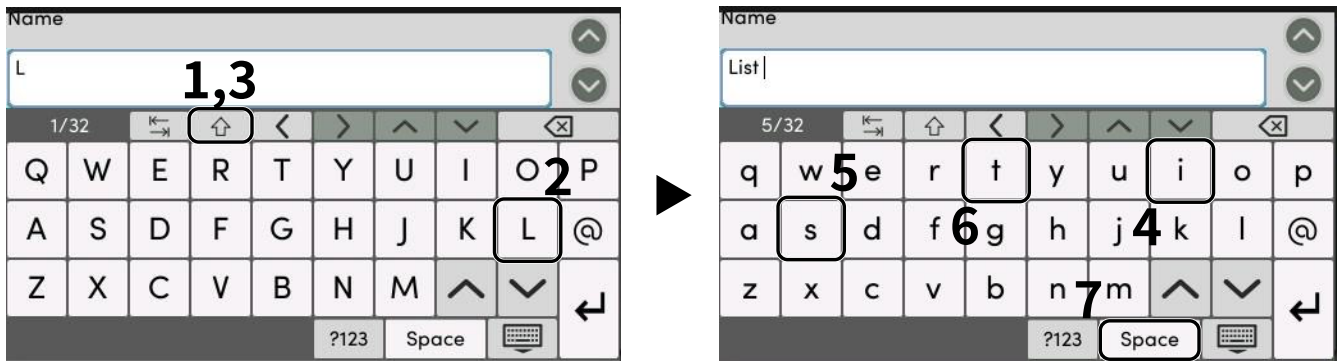 Name
L
1,3
1/32
Q W E R T Y U I O 2 P
A S D F G H J K L @
Z X C V B N M
?123 Space
Name
List
5/32
q w 5 e r t y u i o p
a s d f 6 g h j 4 k l @
z x c v b n 7 m
?123 Space